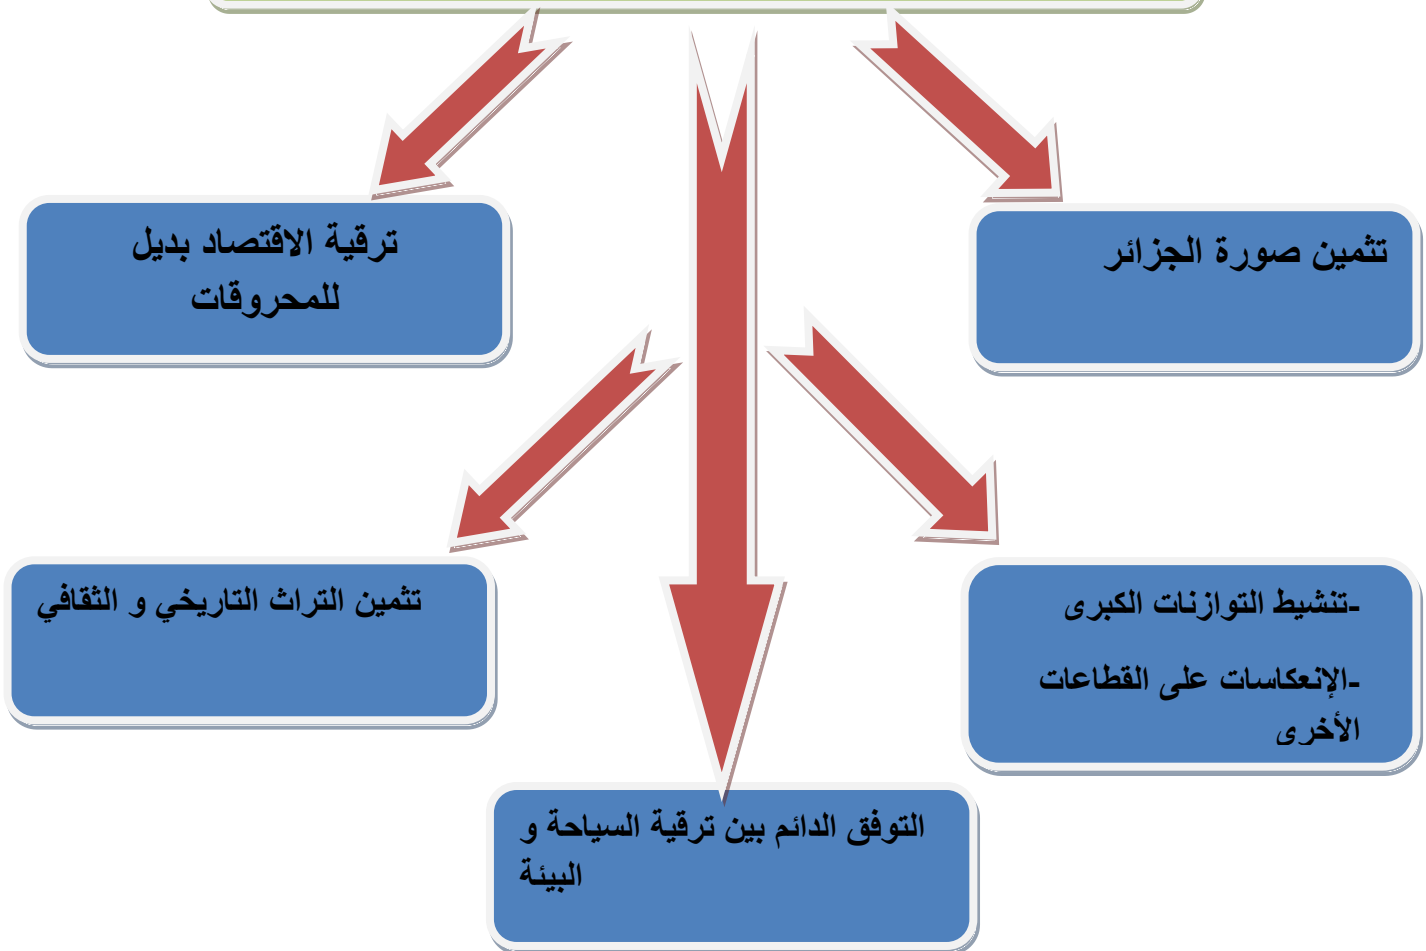 تثمين صورة الجزائر
ترقية الاقتصاد بديل
للمحروقات
-تنشيط التوازنات الكبرى
-الإنعكاسات على القطاعات
الأخرى
تثمين التراث التاريخي و الثقافي
التوفق الدائم بين ترقية السياحة و
البيئة